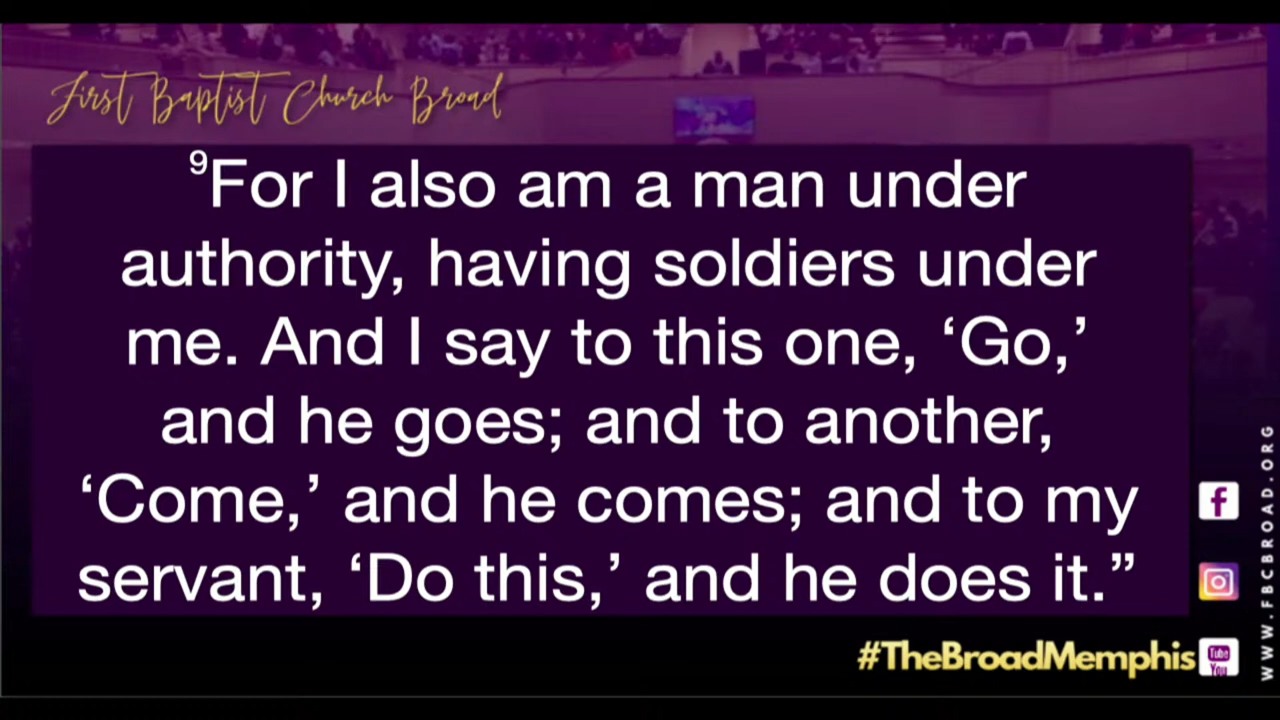 First Baptist Church Broad
⁹For I also am a man under
authority, having soldiers under
me. And I say to this one, ‘Go,’
and he goes; and to another,
‘Come,’ and he comes; and to my
servant, ‘Do this,’ and he does it.”
#TheBroadMemphis
Tube
You
WWW.FBCBROAD.ORG